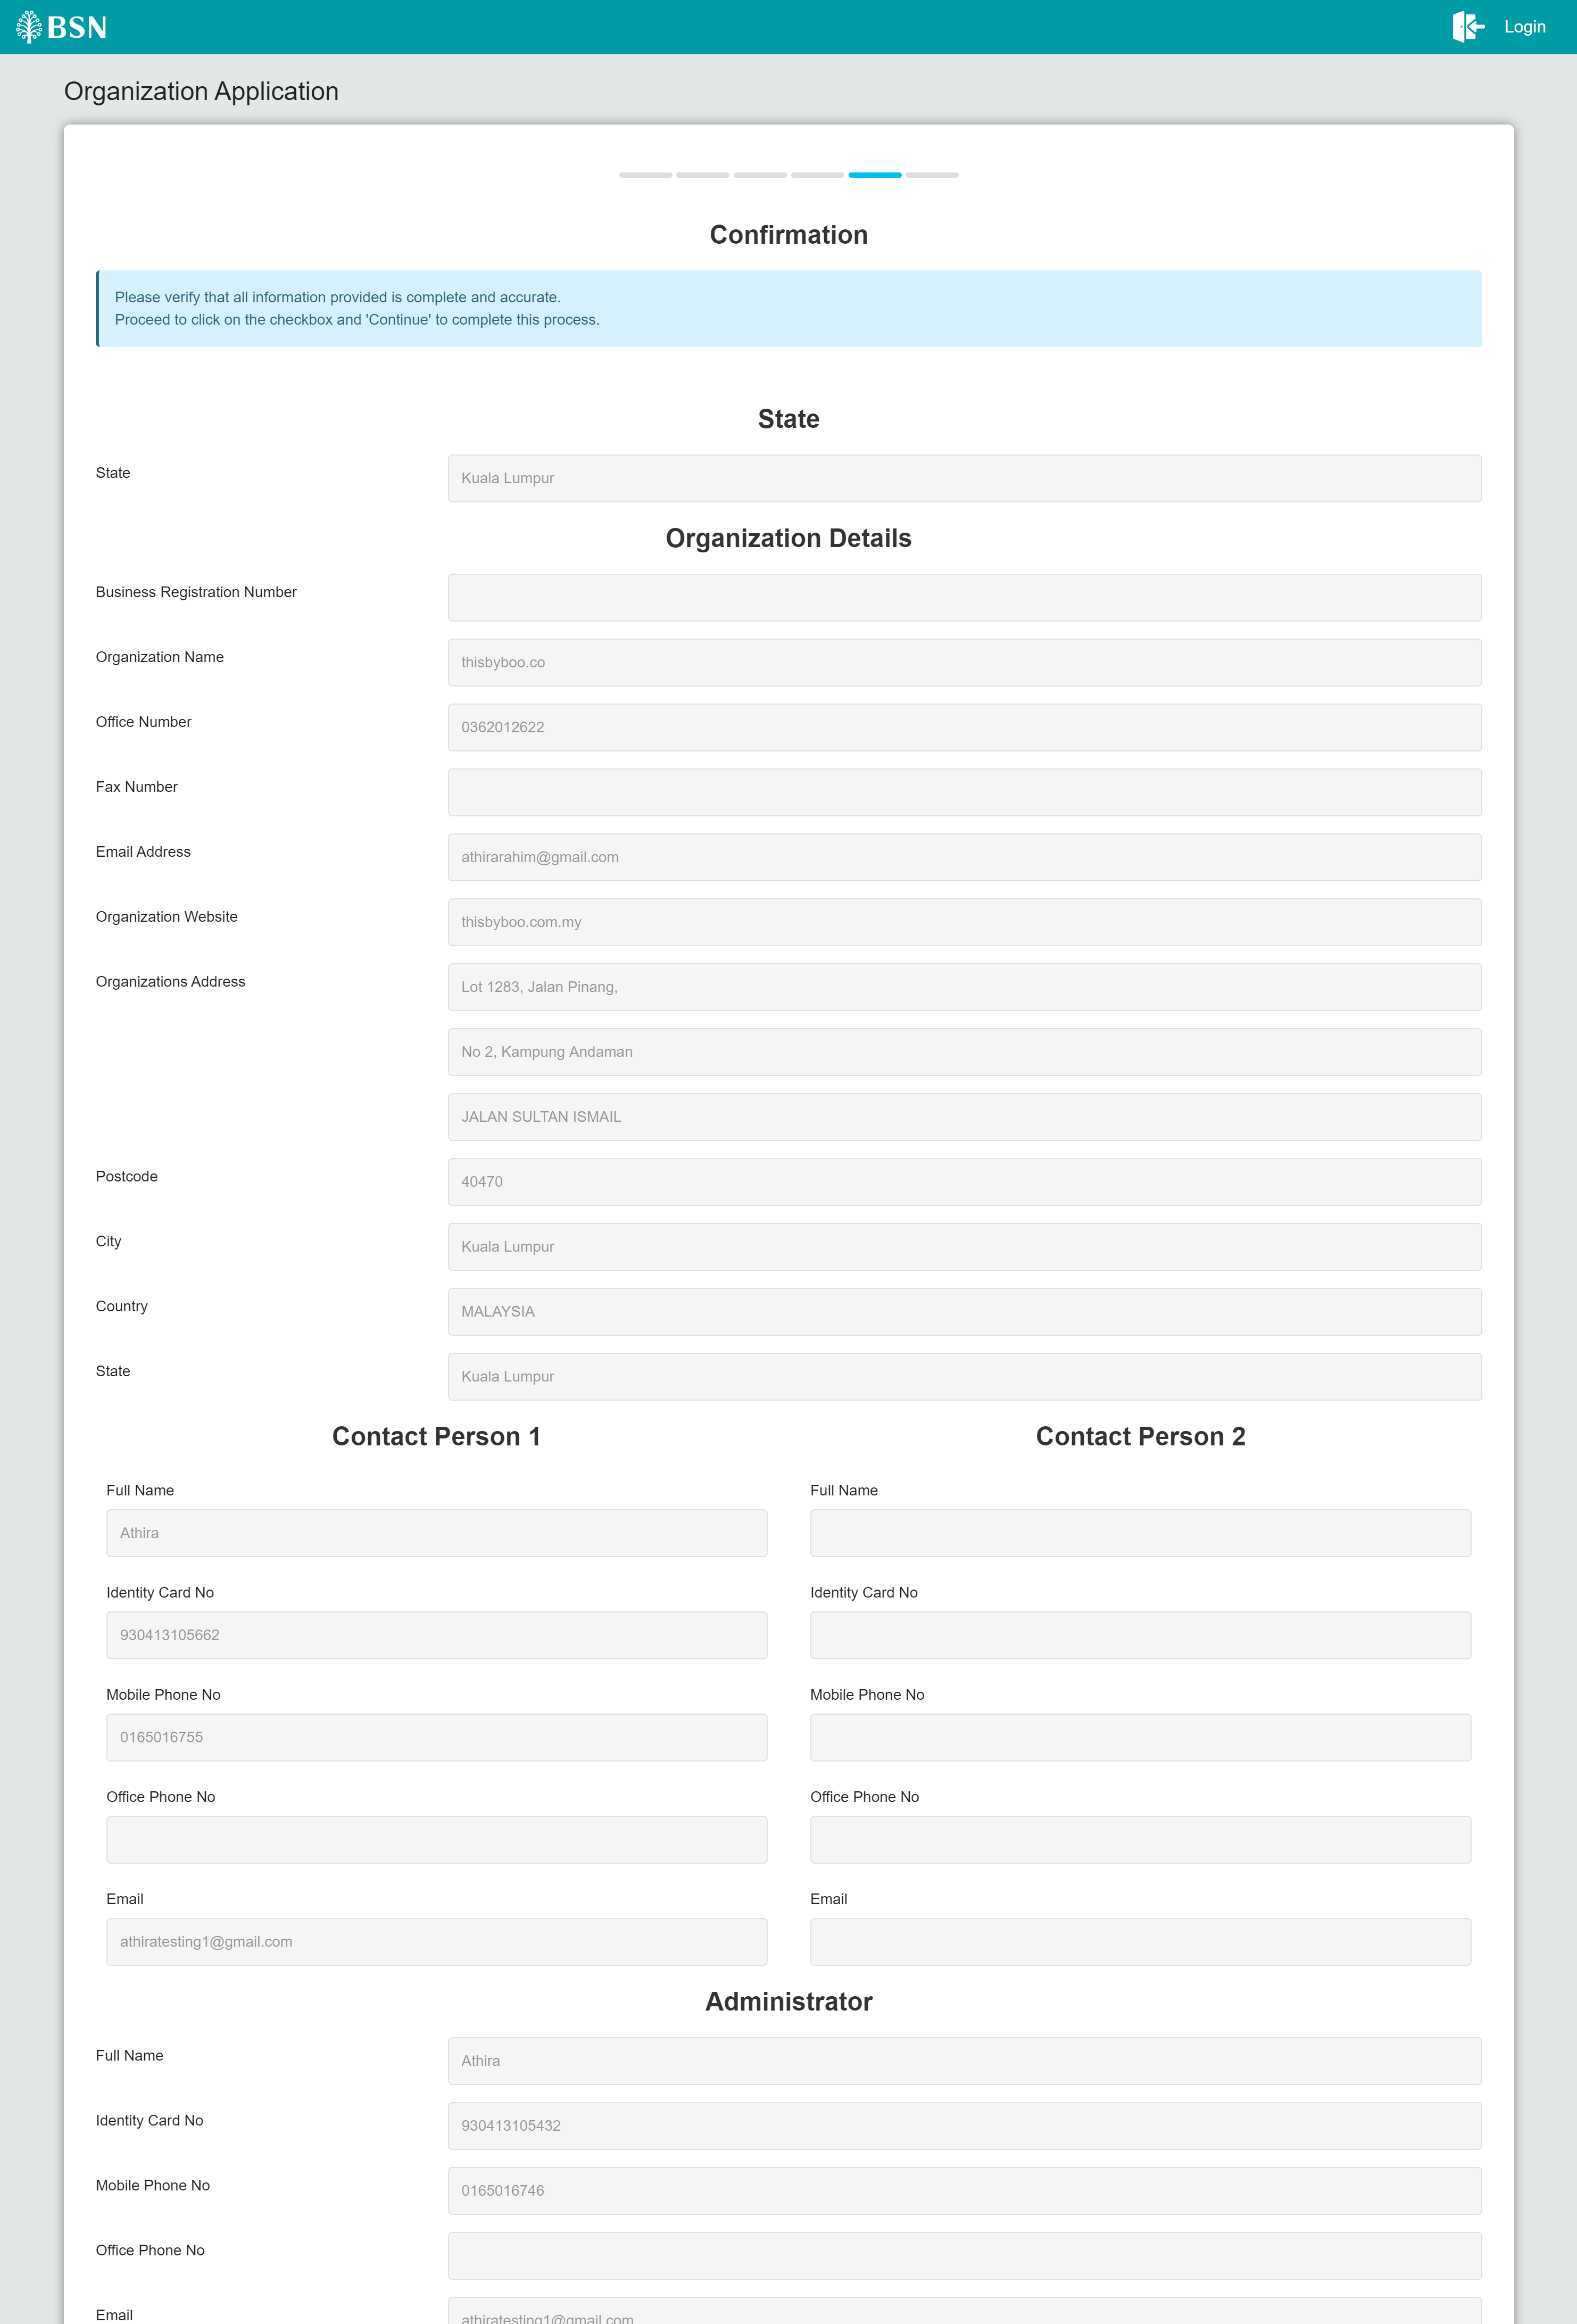 BSN
Login
Organization Application
Confirmation
Please verify that all information provided is complete and accurate.
Proceed to click on the checkbox and 'Continue' to complete this process.
State
State
Kuala Lumpur
Organization Details
Business Registration Number
Organization Name
thisbyboo.co
Office Number
0362012622
Fax Number
Email Address
athirarahim@gmail.com
Organization Website
thisbyboo.com.my
Organizations Address
Lot 1283, Jalan Pinang,
No 2, Kampung Andaman
JALAN SULTAN ISMAIL
Postcode
40470
City
Kuala Lumpur
Country
MALAYSIA
State
Kuala Lumpur
Contact Person 1
Full Name
Athira
Identity Card No
930413105662
Mobile Phone No
0165016755
Office Phone No
Email
athiratesting1@gmail.com
Contact Person 2
Full Name
Identity Card No
Mobile Phone No
Office Phone No
Email
Administrator
Full Name
Athira
Identity Card No
930413105432
Mobile Phone No
0165016746
Office Phone No
Email
athiratesting1@gmail.com